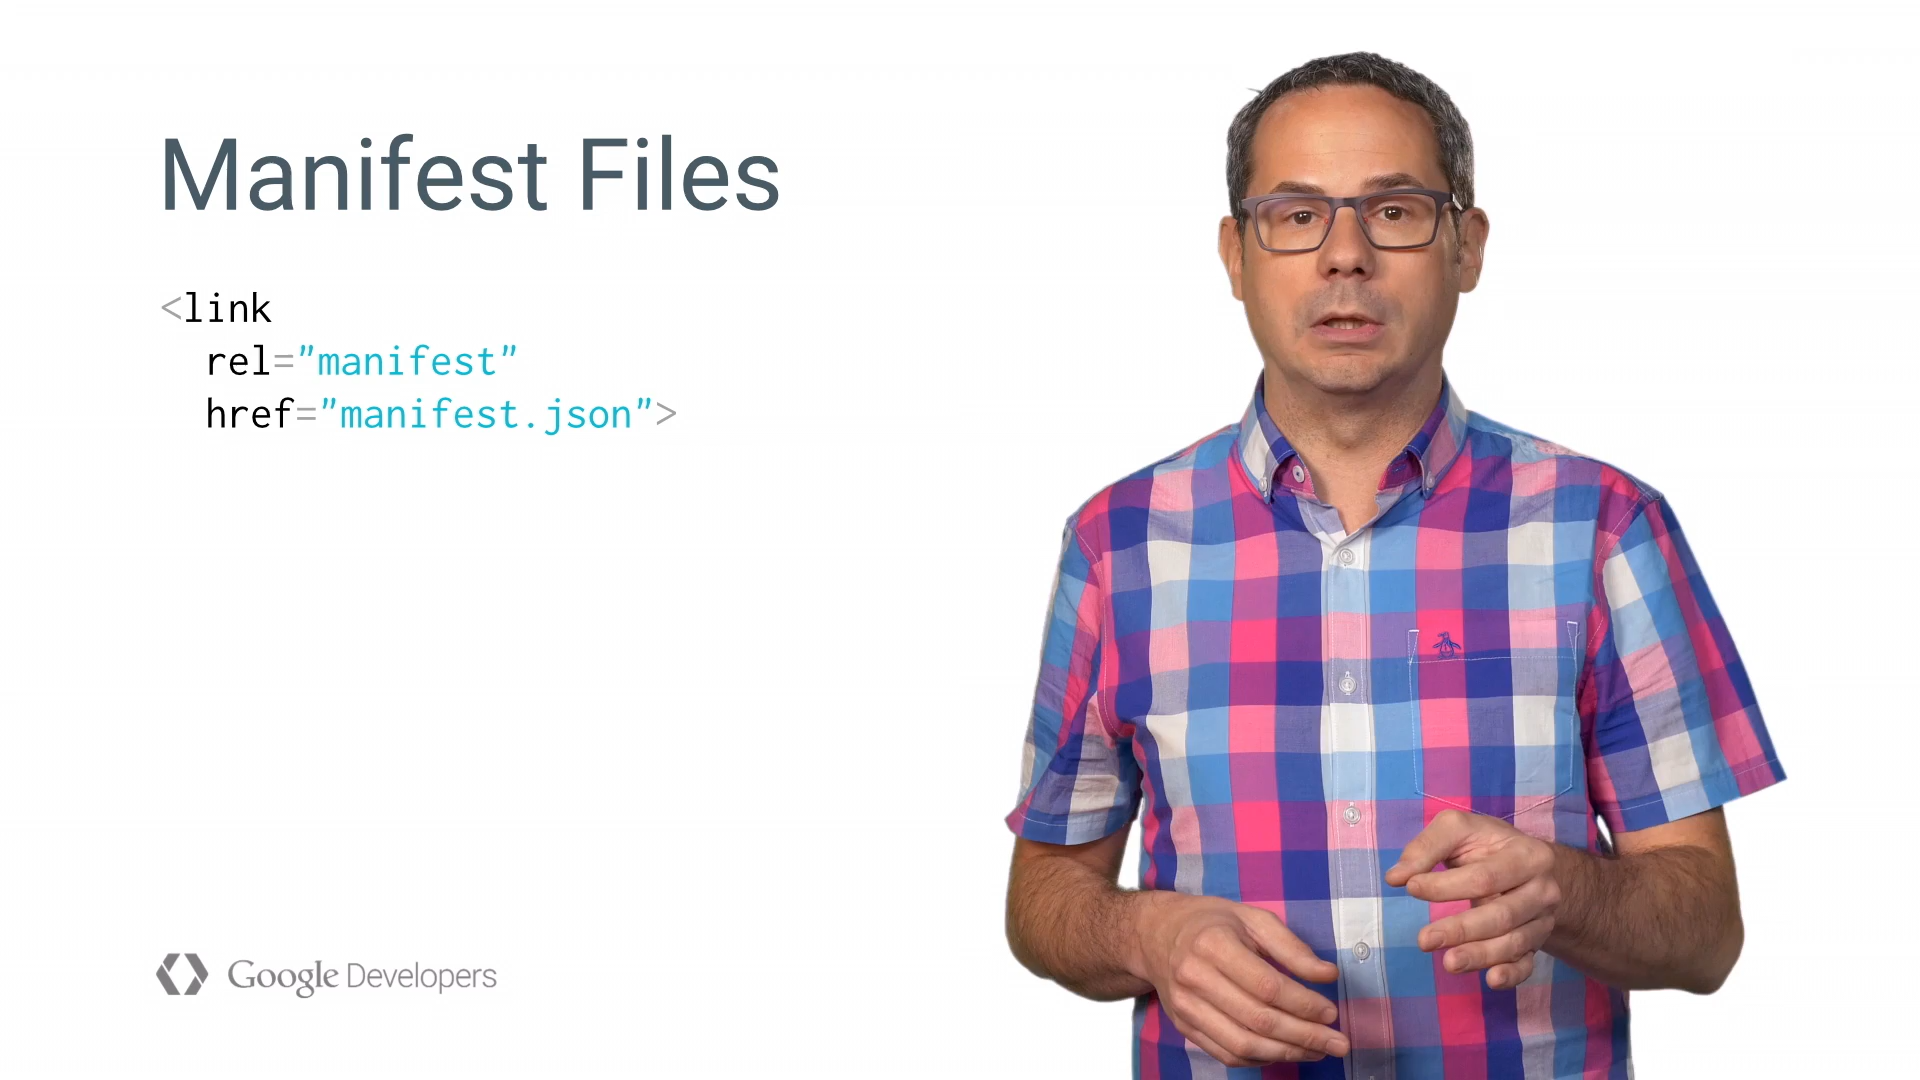 Manifest Files
<link
rel="manifest"
href="manifest.json">
Google Developers